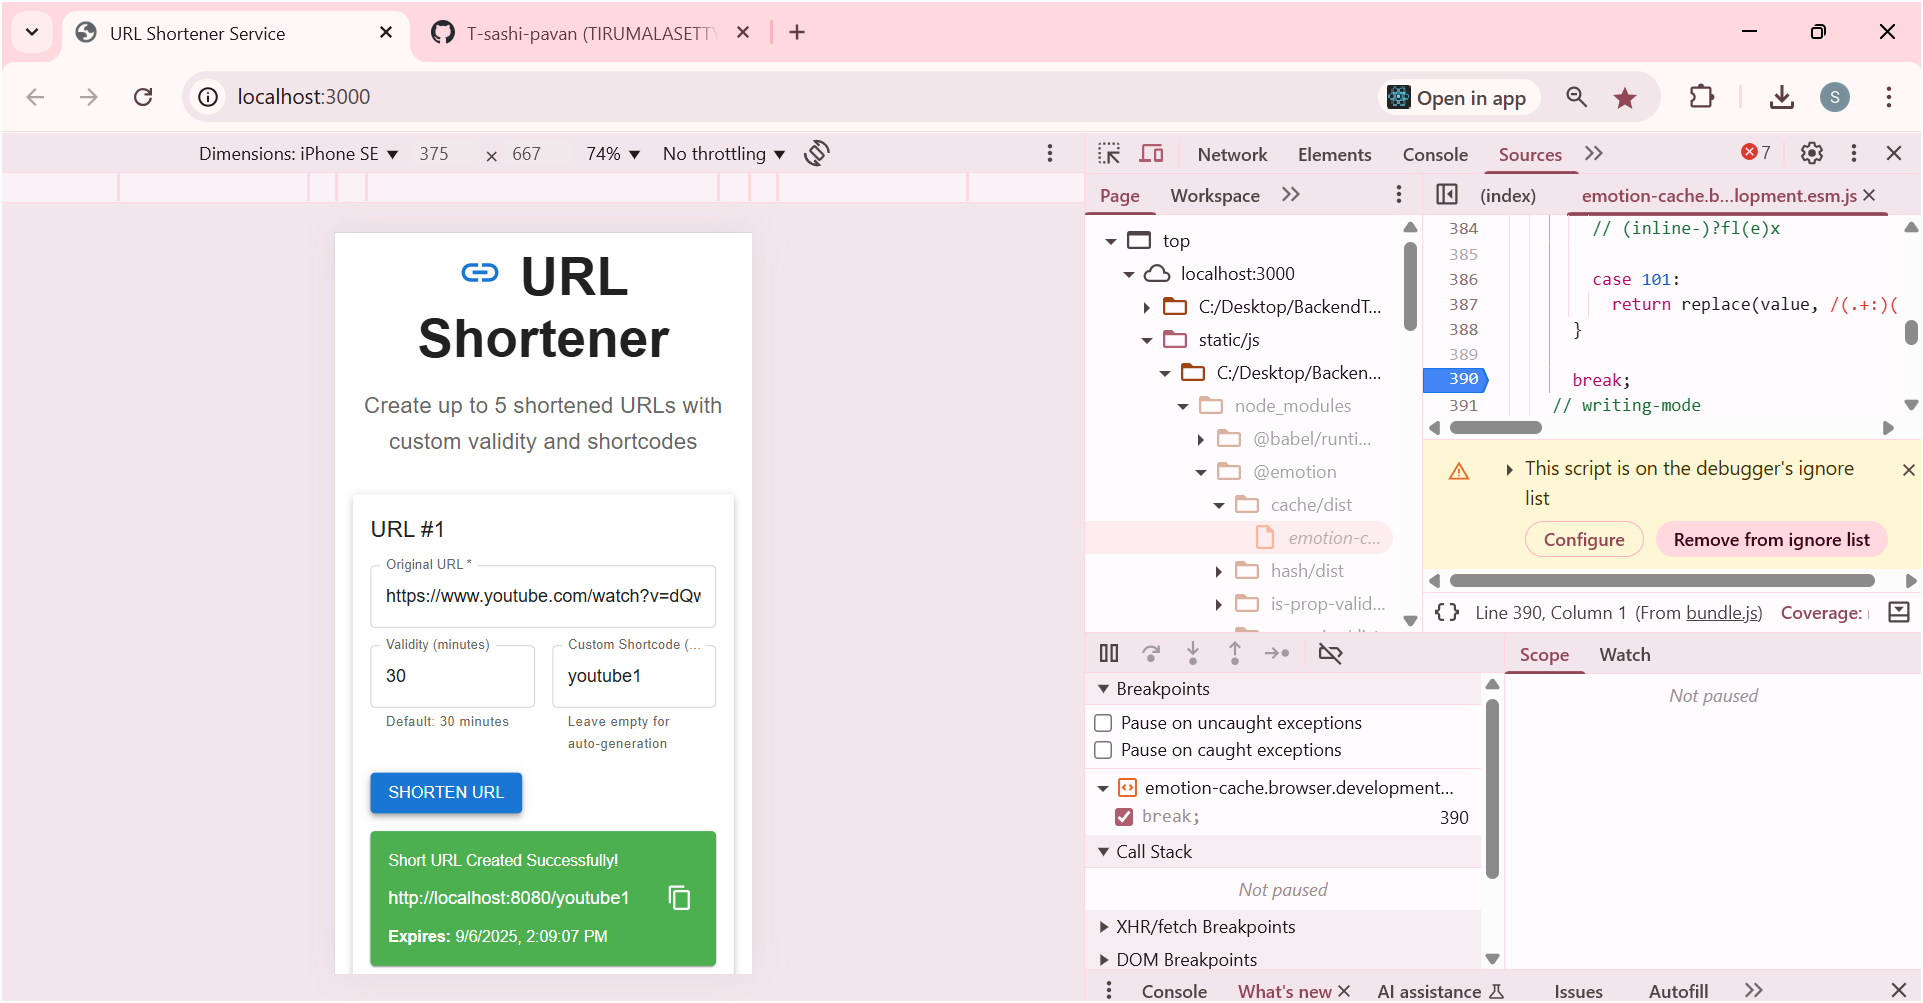 URL Shortener Service
T-sashi-pavan (TIRUMALASETTY
localhost:3000
Open in app
S
Dimensions: iPhone SE 375 × 667 74% No throttling
URL
Shortener
Create up to 5 shortened URLs with
custom validity and shortcodes
URL #1
Original URL *
https://www.youtube.com/watch?v=dQw
Validity (minutes)
30
Default: 30 minutes
Custom Shortcode (...
youtube1
Leave empty for
auto-generation
SHORTEN URL
Short URL Created Successfully!
http://localhost:8080/youtube1
Expires: 9/6/2025, 2:09:07 PM
Network Elements Console Sources 7
Page Workspace
top
localhost:3000
C:/Desktop/BackendT...
static/js
C:/Desktop/Backen...
node_modules
@babel/runti...
@emotion
cache/dist
emotion-c...
hash/dist
is-prop-valid...
(index) emotion-cache.b...lopment.esm.js
384 // (inline-)?fl(e)x
385
386 case 101:
387 return replace(value, /(.+:)(
388 }
389
390 break;
391 // writing-mode
This script is on the debugger's ignore
list
Configure Remove from ignore list
{} Line 390, Column 1 (From bundle.js) Coverage:
Breakpoints
Pause on uncaught exceptions
Pause on caught exceptions
emotion-cache.browser.development...
break; 390
Call Stack
Not paused
XHR/fetch Breakpoints
DOM Breakpoints
Scope Watch
Not paused
Console What's new AI assistance Issues Autofill